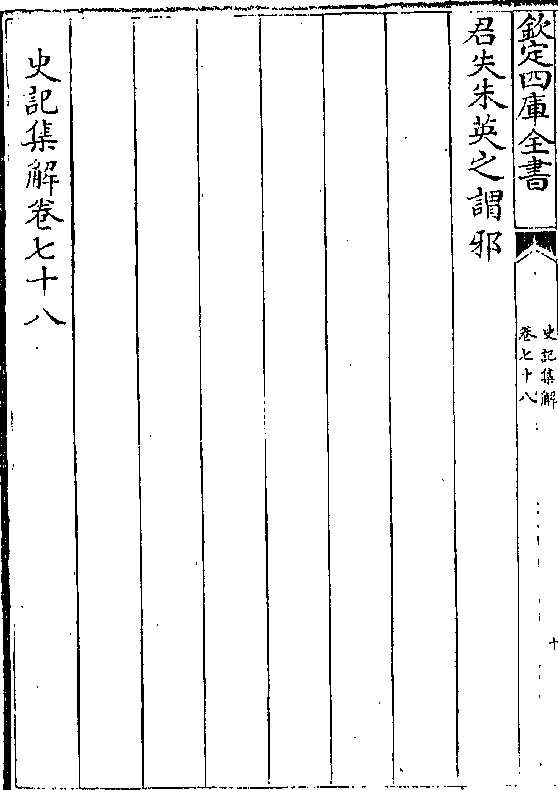 欽定四庫全書
史記集解
卷七十八
十
君失朱英之謂邪
史記集解卷七十八